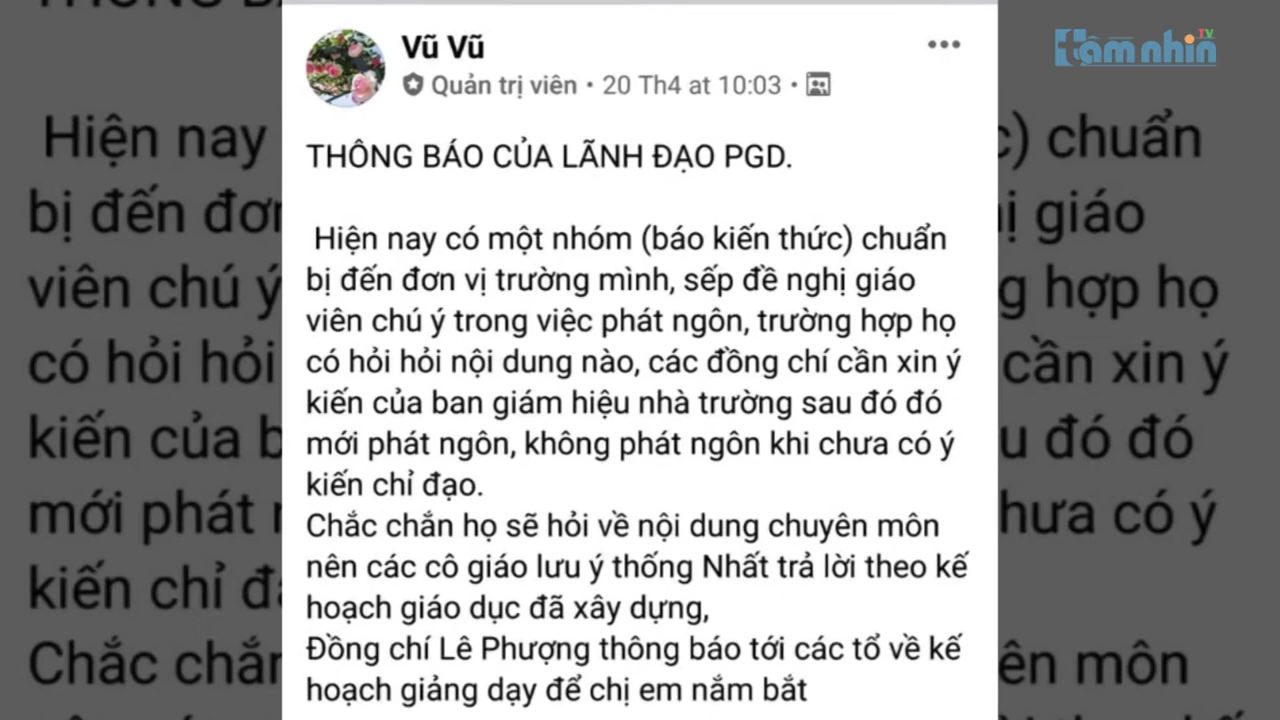 tầm nhìn TV
Vũ Vũ
Quản trị viên • 20 Th4 at 10:03 •
THÔNG BÁO CỦA LÃNH ĐẠO PGD.
Hiện nay có một nhóm (báo kiến thức) chuẩn
bị đến đơn vị trường mình, sếp đề nghị giáo
viên chú ý trong việc phát ngôn, trường hợp họ
có hỏi hỏi nội dung nào, các đồng chí cần xin ý
kiến của ban giám hiệu nhà trường sau đó đó
mới phát ngôn, không phát ngôn khi chưa có ý
kiến chỉ đạo.
Chắc chắn họ sẽ hỏi về nội dung chuyên môn
nên các cô giáo lưu ý thống Nhất trả lời theo kế
hoạch giáo dục đã xây dựng,
Đồng chí Lê Phượng thông báo tới các tổ về kế
hoạch giảng dạy để chị em nắm bắt